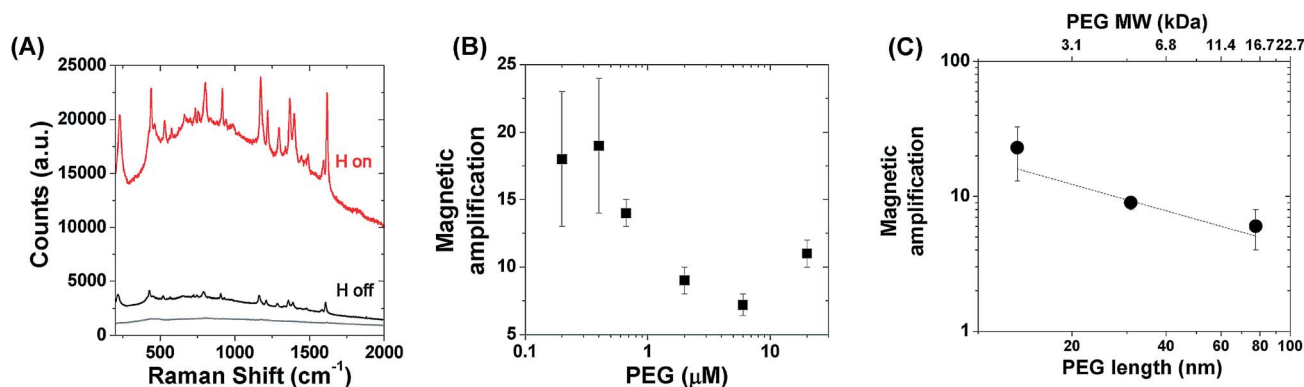 (A)
25000
20000
15000
10000
5000
0
Counts (a.u.)
H on
H off
500 1000 1500 2000
Raman Shift (cm-1)
(B)
25
20
15
10
5
Magnetic
amplification
0.1 1 10
PEG (μM)
(C)
PEG MW (kDa)
3.1 6.8 11.4 16.7 22.7
100
10
1
Magnetic
amplification
20 40 60 80 100
PEG length (nm)